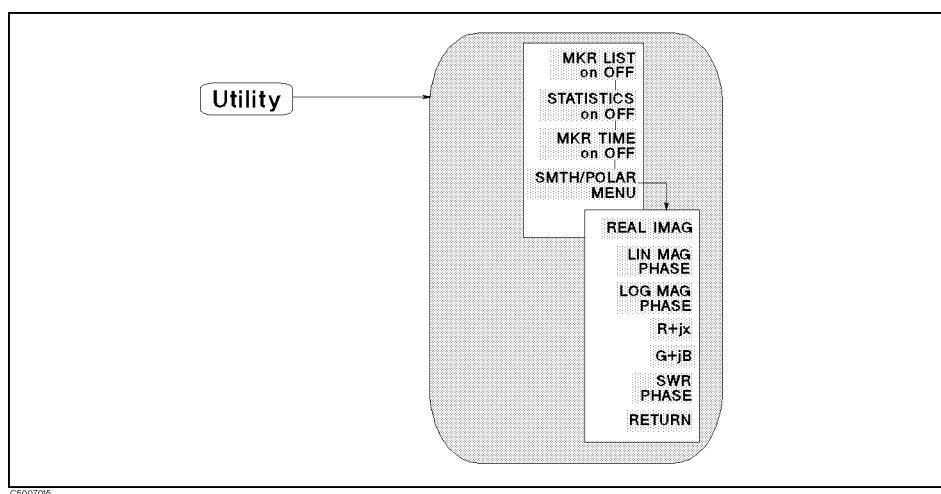 Utility
MKR LIST
on OFF
STATISTICS
on OFF
MKR TIME
on OFF
SMTH/POLAR
MENU
REAL IMAG
LIN MAG
PHASE
LOG MAG
PHASE
R+jx
G+jB
SWR
PHASE
RETURN
C5007015